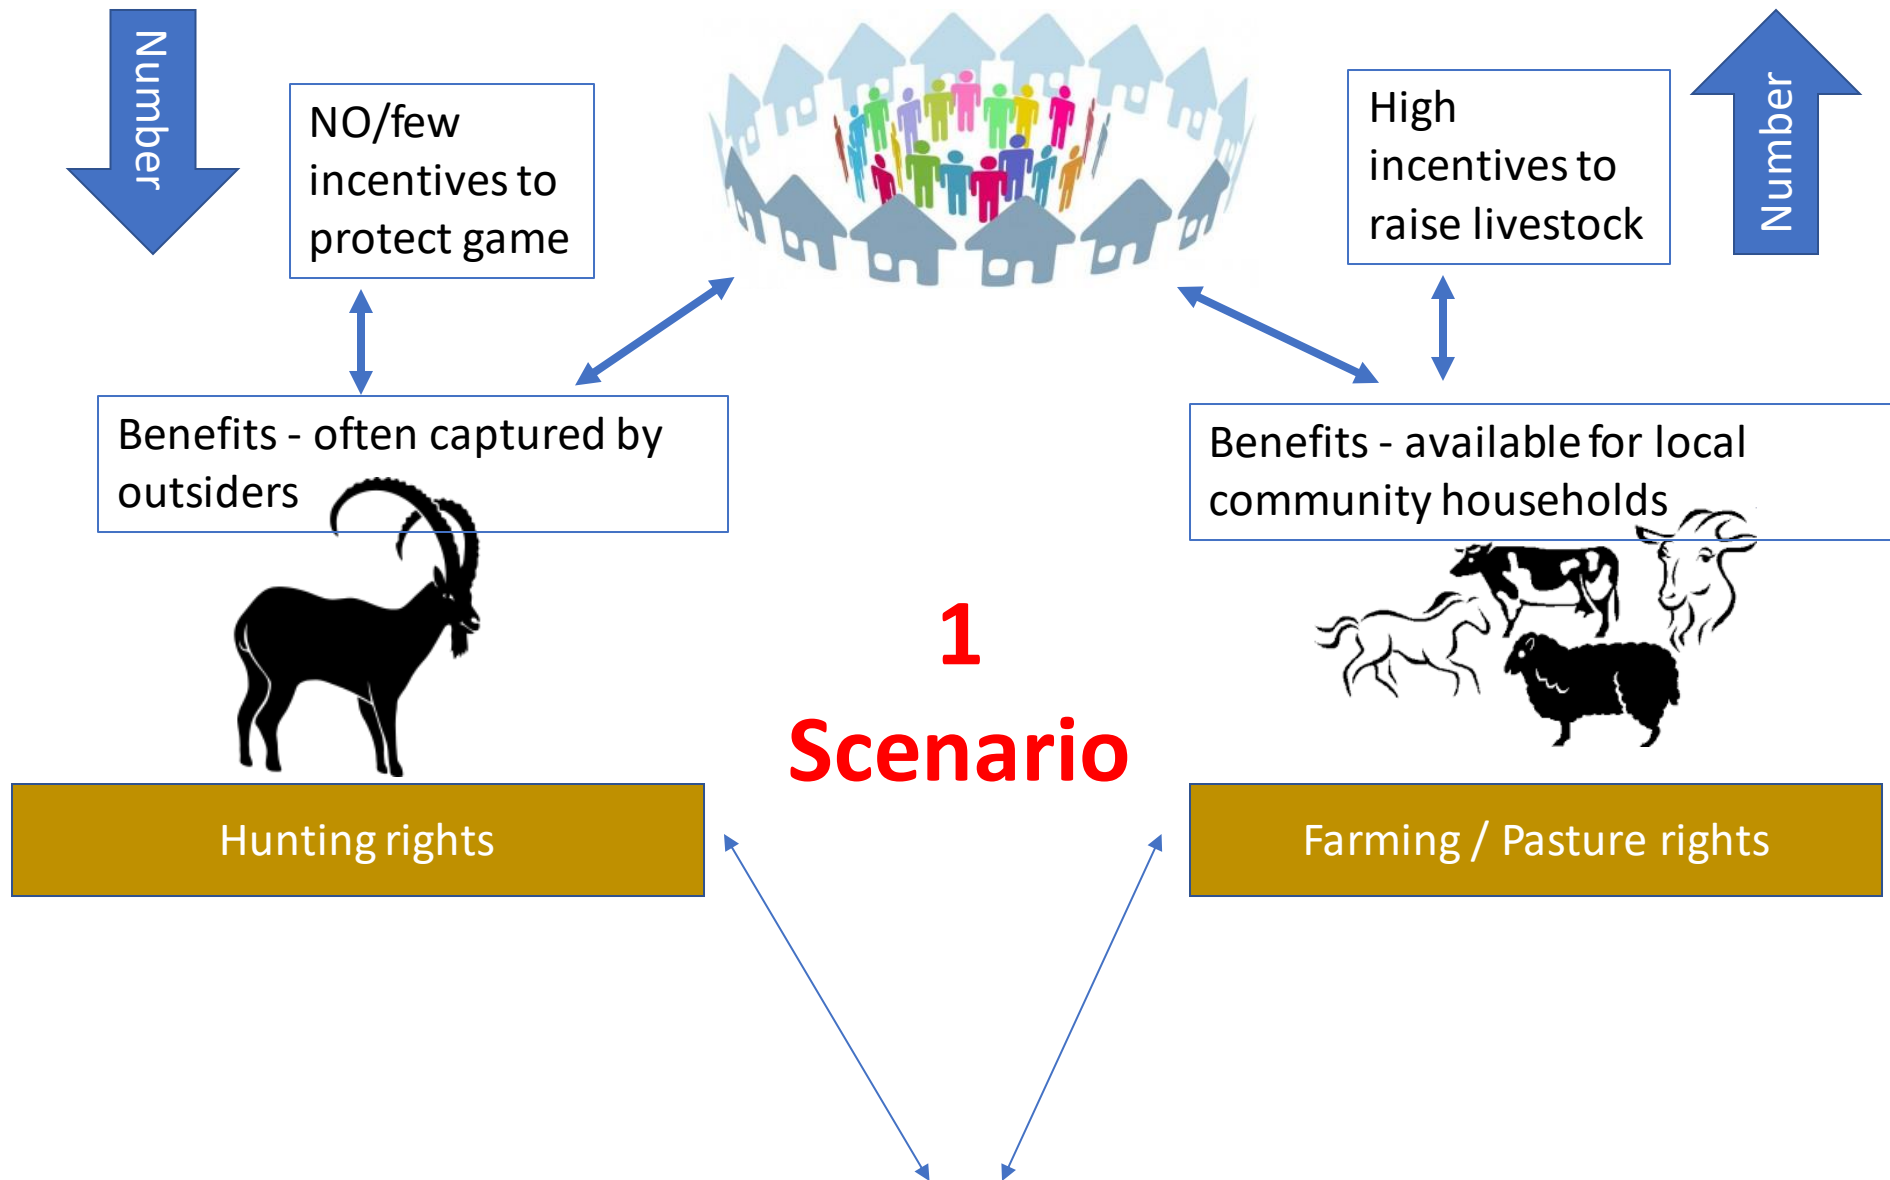 Number
NO/few
incentives to
protect game
High
incentives to
raise livestock
Number
Benefits - often captured by
outsiders
Benefits - available for local
community households
1
Scenario
Hunting rights
Farming / Pasture rights